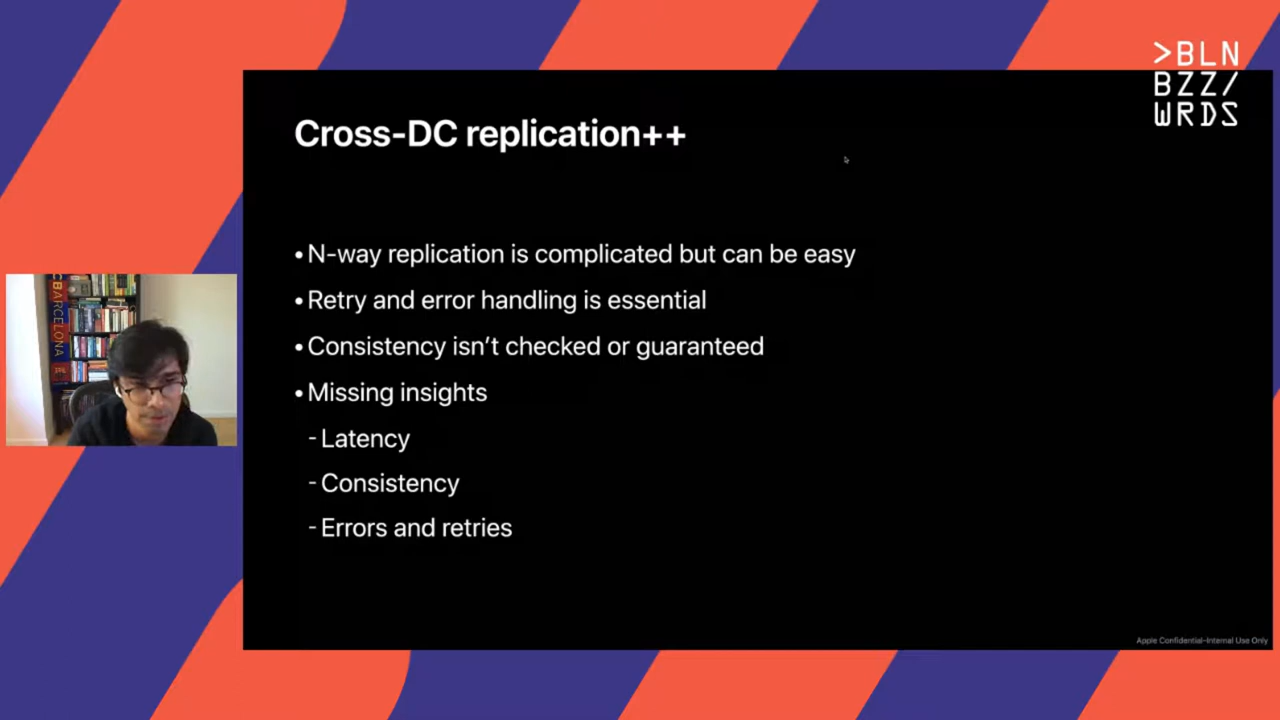 >BLN
BZZ/
WRDS
Cross-DC replication++
• N-way replication is complicated but can be easy
• Retry and error handling is essential
• Consistency isn’t checked or guaranteed
• Missing insights
- Latency
- Consistency
- Errors and retries
BARCELONA
Apple Confidential–Internal Use Only